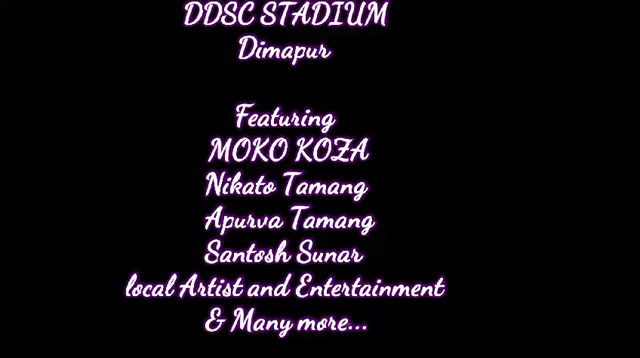 DDSC STADIUM
Dimapur
Featuring
MOKO KOZA
Nikato Tamang
Apurva Tamang
Santosh Sunar
local Artist and Entertainment
& Many more...